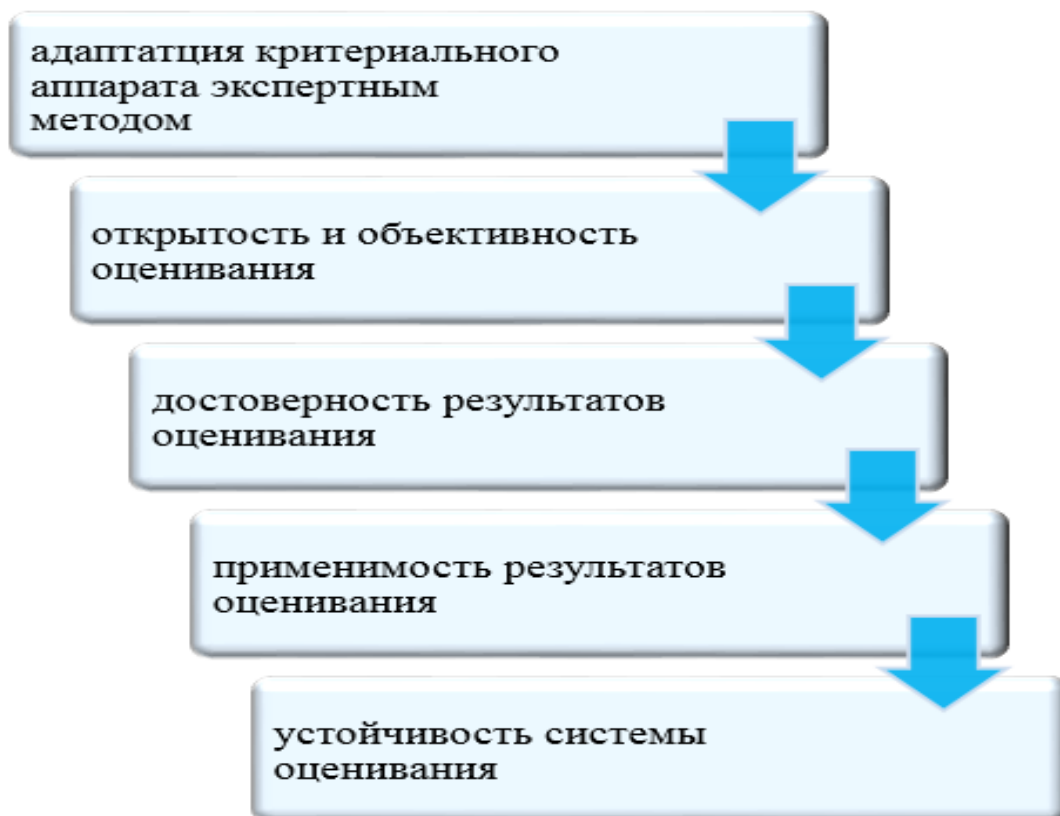 адаптатция критериального
аппарата экспертным
методом
открытость и объективность
оценивания
достоверность результатов
оценивания
применимость результатов
оценивания
устойчивость системы
оценивания